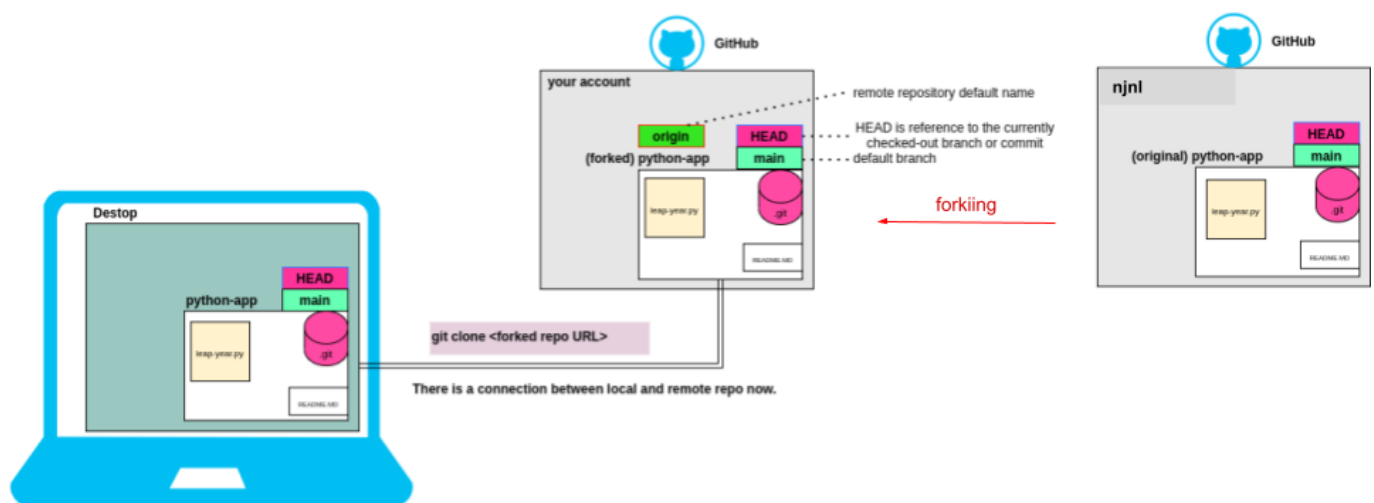 GitHub
your account
remote repository default name
origin
HEAD
HEAD is reference to the currently
checked-out branch or commit
(forked) python-app
main
default branch
leap-year.py
.git
README.MD
forkiing
GitHub
njnl
HEAD
(original) python-app
main
leap-year.py
.git
README.MD
Destop
HEAD
python-app
main
leap-year.py
.git
README.MD
git clone <forked repo URL>
There is a connection between local and remote repo now.